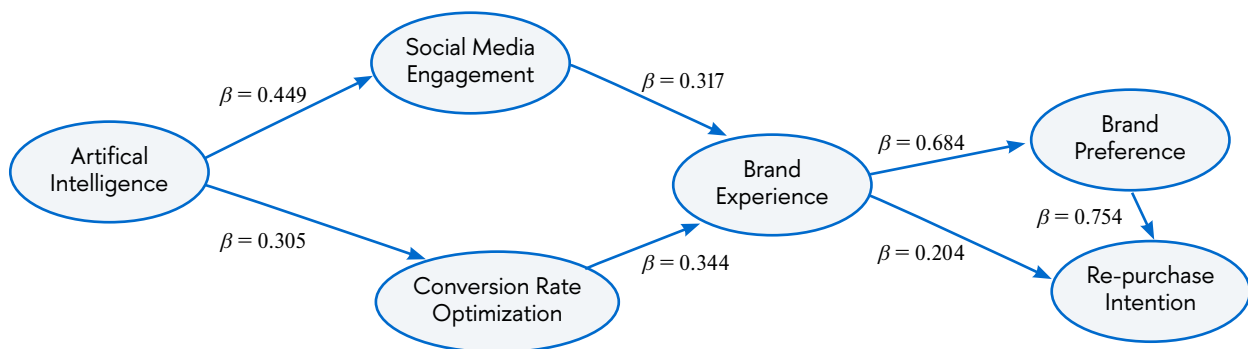 Social Media
Engagement
β = 0.449
β = 0.317
Artifical
Intelligence
Brand
Experience
β = 0.684
Brand
Preference
β = 0.305
β = 0.344
β = 0.204
β = 0.754
Conversion Rate
Optimization
Re-purchase
Intention